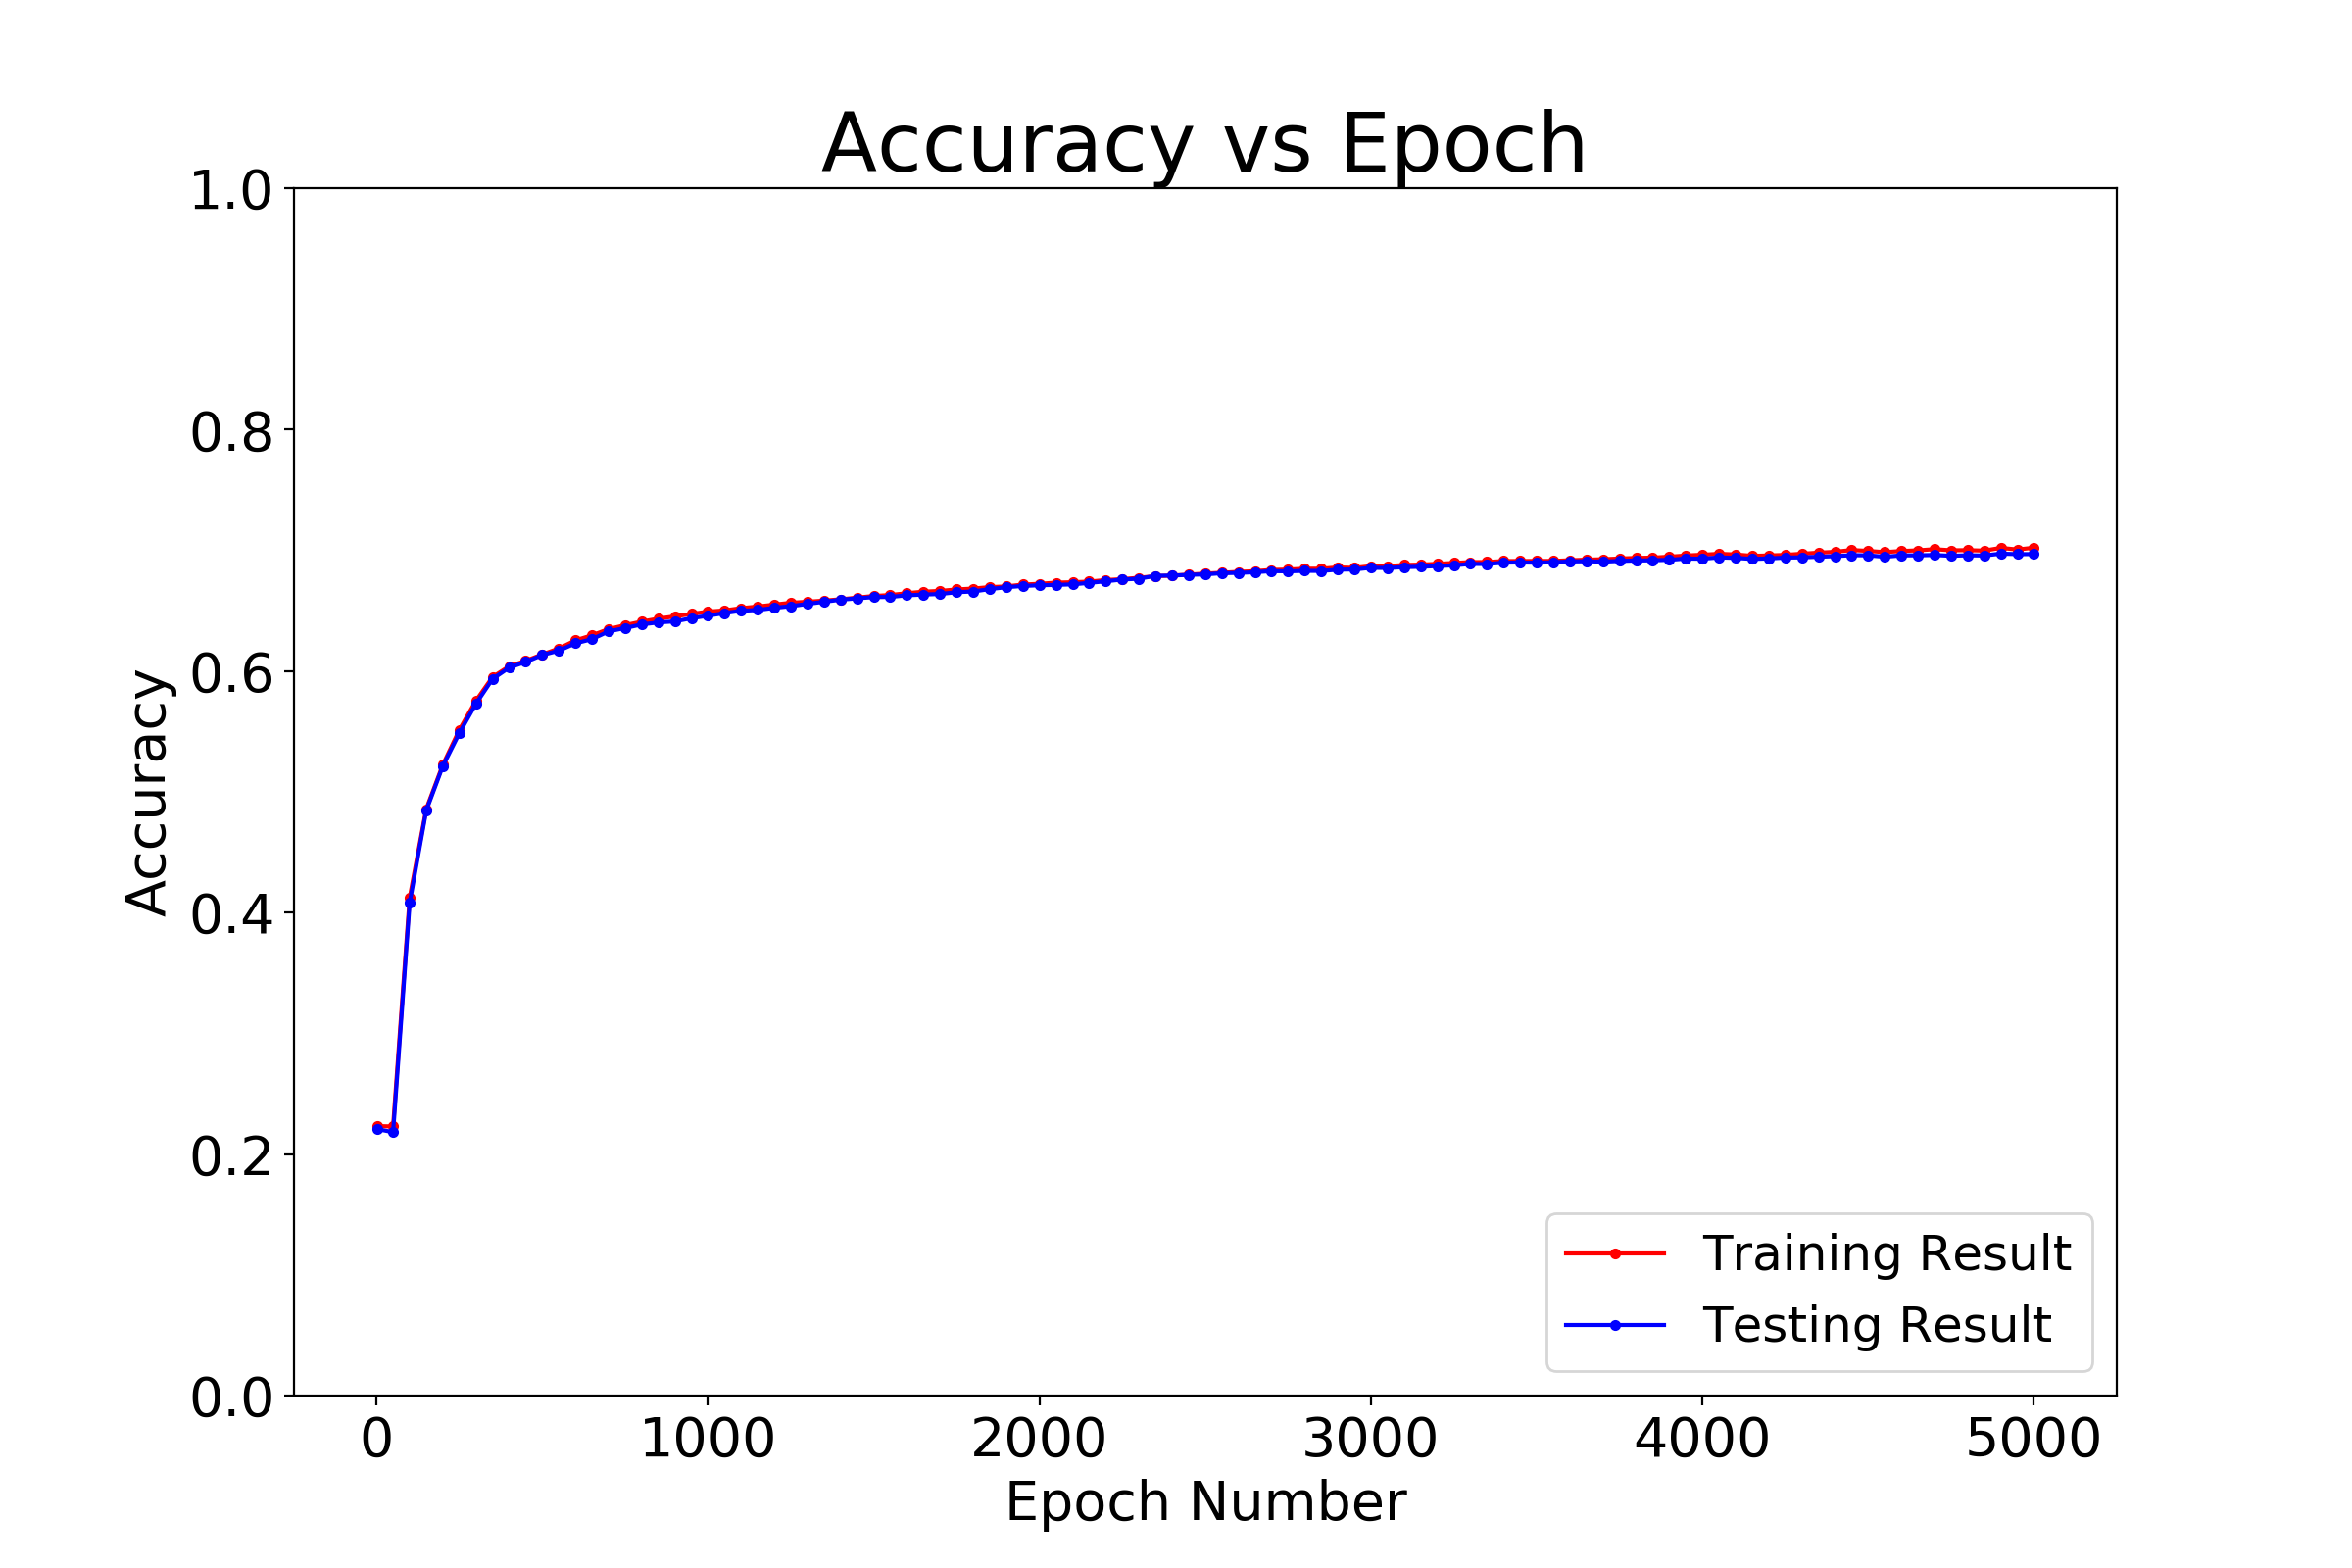 Accuracy vs Epoch
1.0
0.8
0.6
0.4
0.2
0.0
Accuracy
0 1000 2000 3000 4000 5000
Epoch Number
Training Result
Testing Result